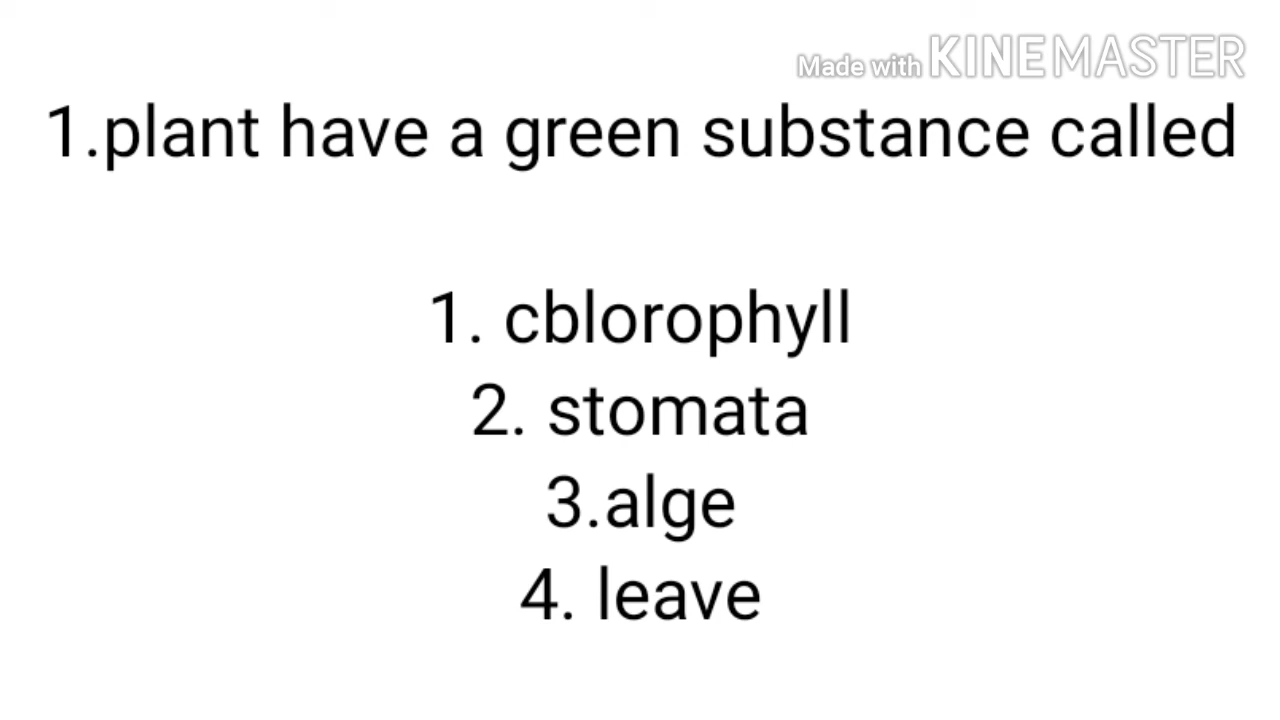 Made with KINEMASTER
1.plant have a green substance called
1. cblorophyll
2. stomata
3.alge
4. leave